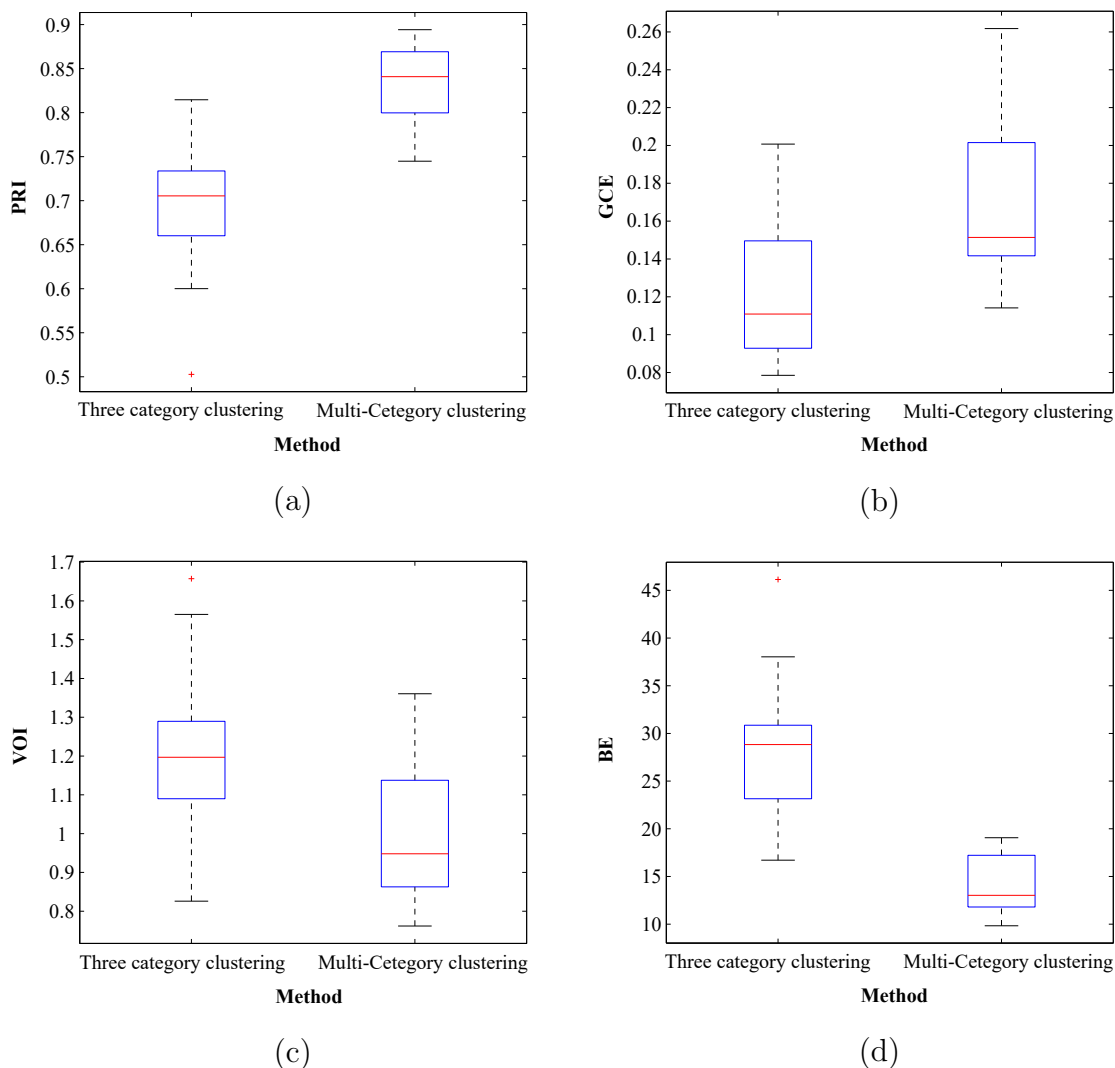 0.9
0.85
0.8
0.75
0.7
0.65
0.6
0.55
0.5
PRI
Three category clustering Multi-Cetegory clustering
Method
(a)
0.26
0.24
0.22
0.2
0.18
0.16
0.14
0.12
0.1
0.08
GCE
Three category clustering Multi-Cetegory clustering
Method
(b)
1.7
1.6
1.5
1.4
1.3
1.2
1.1
1
0.9
0.8
VOI
Three category clustering Multi-Cetegory clustering
Method
(c)
45
40
35
30
25
20
15
10
BE
Three category clustering Multi-Cetegory clustering
Method
(d)